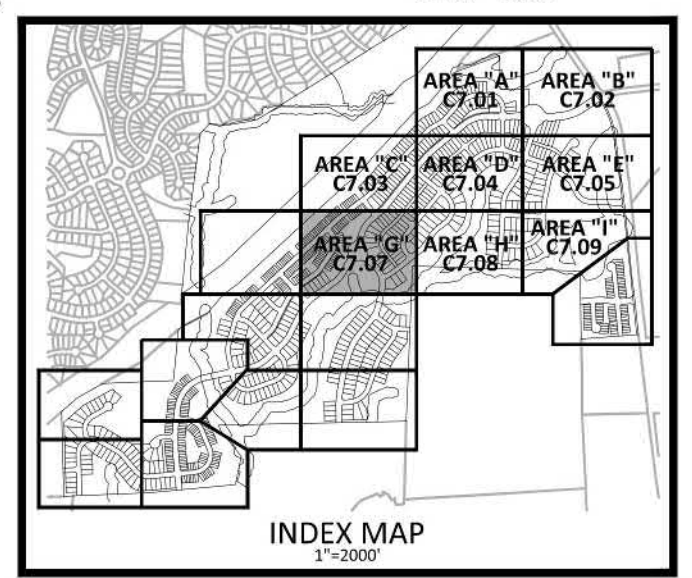 AREA "A"
C7.01
AREA "B"
C7.02
AREA "C"
C7.03
AREA "D"
C7.04
AREA "E"
C7.05
AREA "G"
C7.07
AREA "H"
C7.08
AREA "I"
C7.09
INDEX MAP
1"=2000'